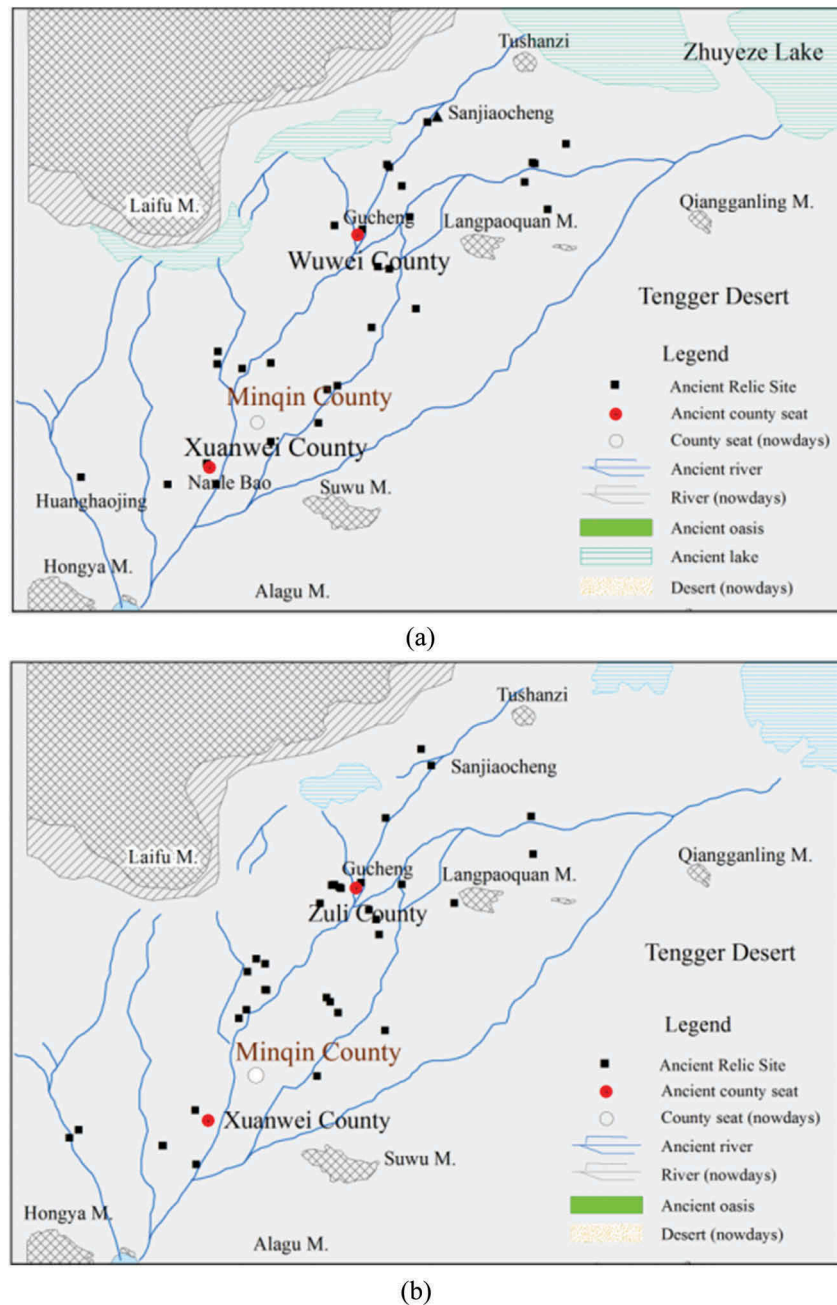 Tushanzi
Zhuyeze Lake
Sanjiaocheng
Laifu M.
Qiangganling M.
Gucheng
Langpaoquan M.
Wuwei County
Tengger Desert
Legend
Ancient Relic Site
Minqin County
Ancient county seat
County seat (nowdays)
Xuanwei County
Ancient river
Nanle Bao
Suwu M.
Huanghaojing
River (nowdays)
Ancient oasis
Hongya M.
Ancient lake
Alagu M.
Desert (nowdays)
(a)
Tushanzi
Sanjiaocheng
Laifu M.
Gucheng
Langpaoquan M.
Qiangganling M.
Zuli County
Tengger Desert
Legend
Minqin County
Ancient Relic Site
Ancient county seat
Xuanwei County
County seat (nowdays)
Ancient river
Suwu M.
River (nowdays)
Hongya M.
Ancient oasis
Alagu M.
Desert (nowdays)
(b)